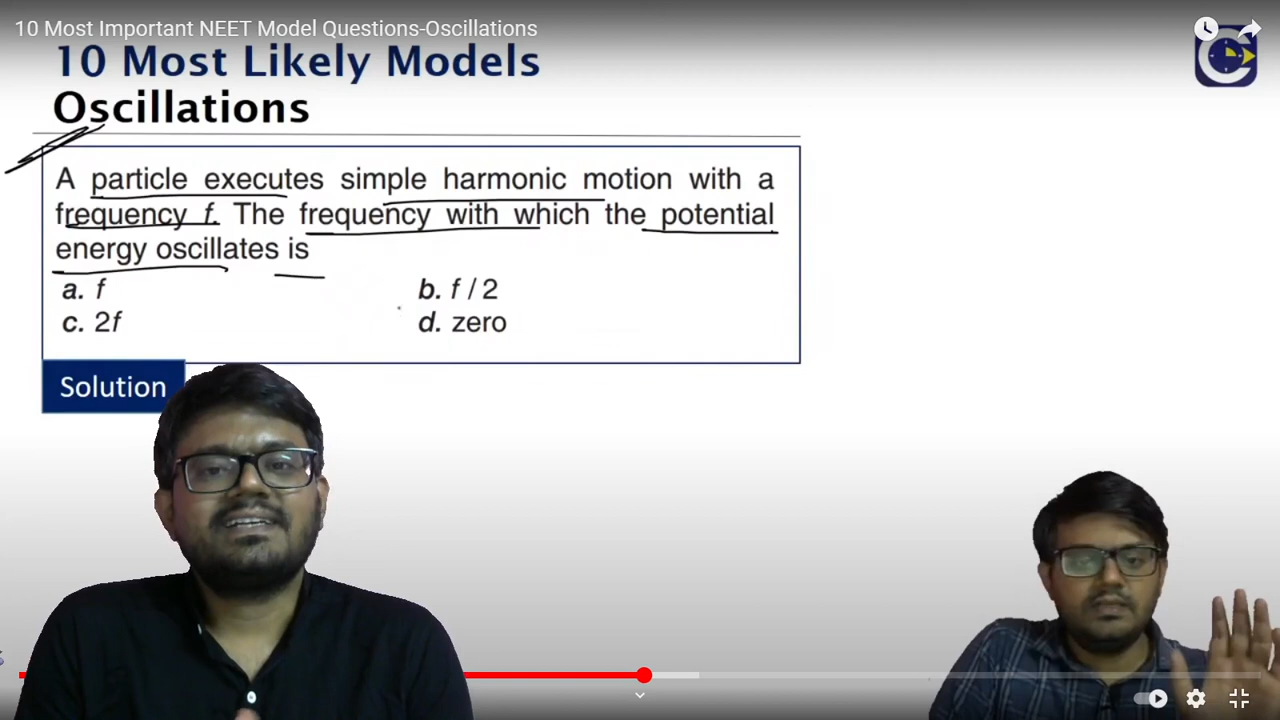 10 Most Important NEET Model Questions-Oscillations
10 Most Likely Models
Oscillations
A particle executes simple harmonic motion with a
frequency f. The frequency with which the potential
energy oscillates is
a. f b. f / 2
c. 2f d. zero
Solution